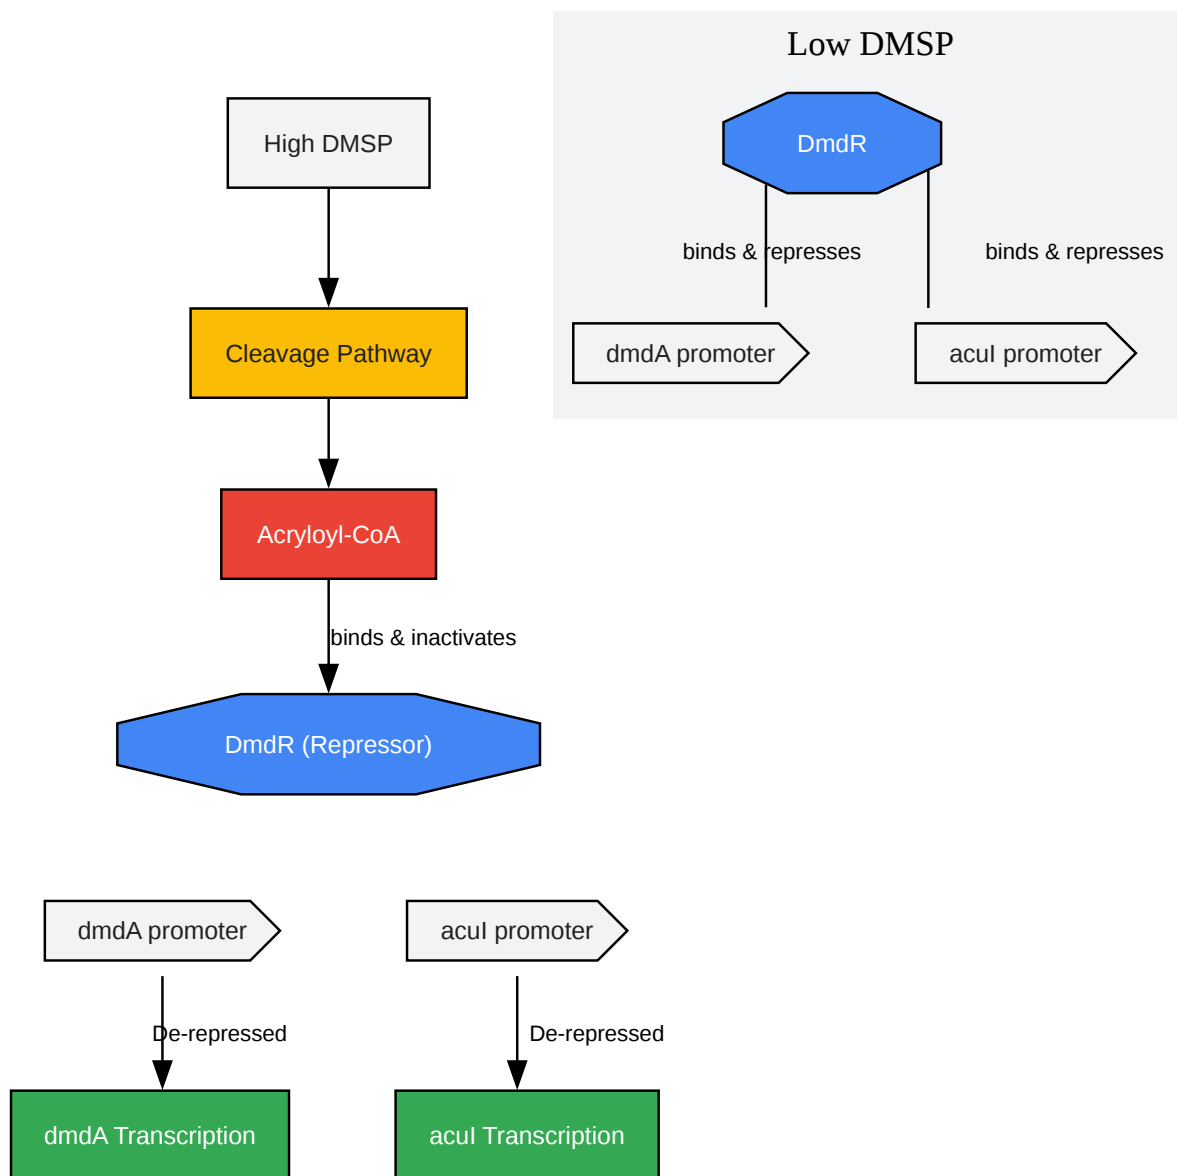 Low DMSP
High DMSP
DmdR
binds & represses
binds & represses
Cleavage Pathway
dmdA promoter
acuI promoter
Acryloyl-CoA
binds & inactivates
DmdR (Repressor)
dmdA promoter
acuI promoter
De-repressed
De-repressed
dmdA Transcription
acuI Transcription